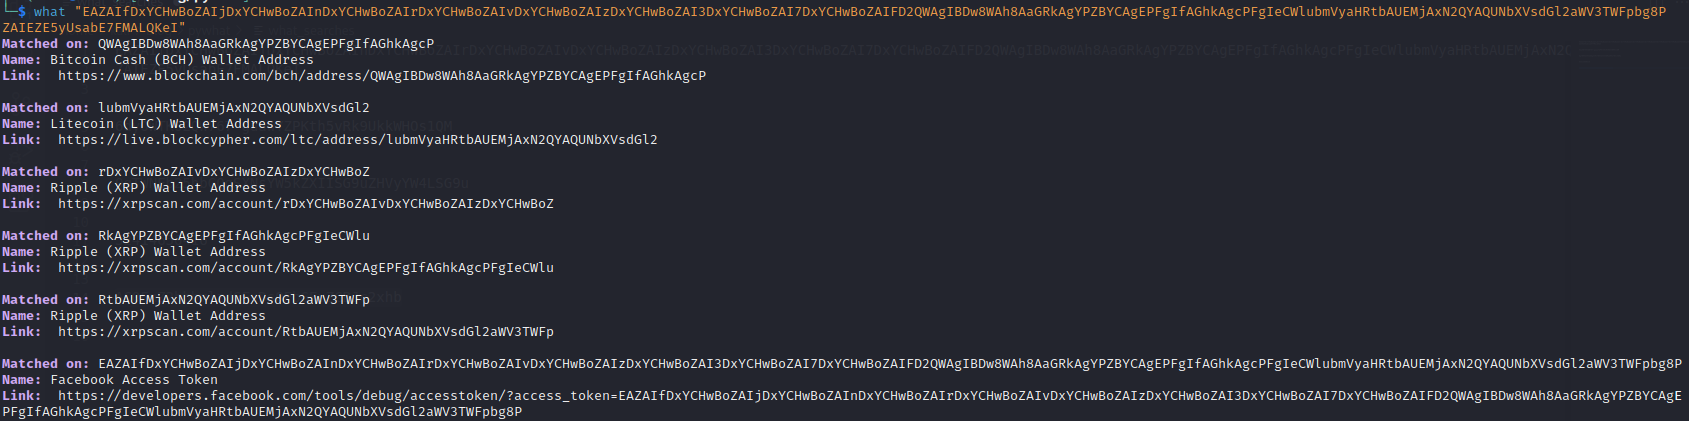 └─$ what "EAZAIfDxYCHwBoZAIjDxYCHwBoZAInDxYCHwBoZAIrDxYCHwBoZAIvDxYCHwBoZAIzDxYCHwBoZAI3DxYCHwBoZAI7DxYCHwBoZAIFD2QWAgIBDw8WAh8AaGRkAgYPZBYCAgEPFgIfAGhkAgcPFgIeCWlubmVyaHRtbAUEMjAxN2QYAQUNbXVsdGl2aWV3TWFpbg8P
ZAIEZE5yUsabE7FMALQKeI"
Matched on: QWAgIBDw8WAh8AaGRkAgYPZBYCAgEPFgIfAGhkAgcP
Name: Bitcoin Cash (BCH) Wallet Address
Link:  https://www.blockchain.com/bch/address/QWAgIBDw8WAh8AaGRkAgYPZBYCAgEPFgIfAGhkAgcP
Matched on: lubmVyaHRtbAUEMjAxN2QYAQUNbXVsdGl2
Name: Litecoin (LTC) Wallet Address
Link:  https://live.blockcypher.com/ltc/address/lubmVyaHRtbAUEMjAxN2QYAQUNbXVsdGl2
Matched on: rDxYCHwBoZAIvDxYCHwBoZAIzDxYCHwBoZ
Name: Ripple (XRP) Wallet Address
Link:  https://xrpscan.com/account/rDxYCHwBoZAIvDxYCHwBoZAIzDxYCHwBoZ
Matched on: RkAgYPZBYCAgEPFgIfAGhkAgcPFgIeCWlu
Name: Ripple (XRP) Wallet Address
Link:  https://xrpscan.com/account/RkAgYPZBYCAgEPFgIfAGhkAgcPFgIeCWlu
Matched on: RtbAUEMjAxN2QYAQUNbXVsdGl2aWV3TWFp
Name: Ripple (XRP) Wallet Address
Link:  https://xrpscan.com/account/RtbAUEMjAxN2QYAQUNbXVsdGl2aWV3TWFp
Matched on: EAZAIfDxYCHwBoZAIjDxYCHwBoZAInDxYCHwBoZAIrDxYCHwBoZAIvDxYCHwBoZAIzDxYCHwBoZAI3DxYCHwBoZAI7DxYCHwBoZAIFD2QWAgIBDw8WAh8AaGRkAgYPZBYCAgEPFgIfAGhkAgcPFgIeCWlubmVyaHRtbAUEMjAxN2QYAQUNbXVsdGl2aWV3TWFpbg8P
Name: Facebook Access Token
Link:  https://developers.facebook.com/tools/debug/accesstoken/?access_token=EAZAIfDxYCHwBoZAIjDxYCHwBoZAInDxYCHwBoZAIrDxYCHwBoZAIvDxYCHwBoZAIzDxYCHwBoZAI3DxYCHwBoZAI7DxYCHwBoZAIFD2QWAgIBDw8WAh8AaGRkAgYPZBYCAgE
PFgIfAGhkAgcPFgIeCWlubmVyaHRtbAUEMjAxN2QYAQUNbXVsdGl2aWV3TWFpbg8P